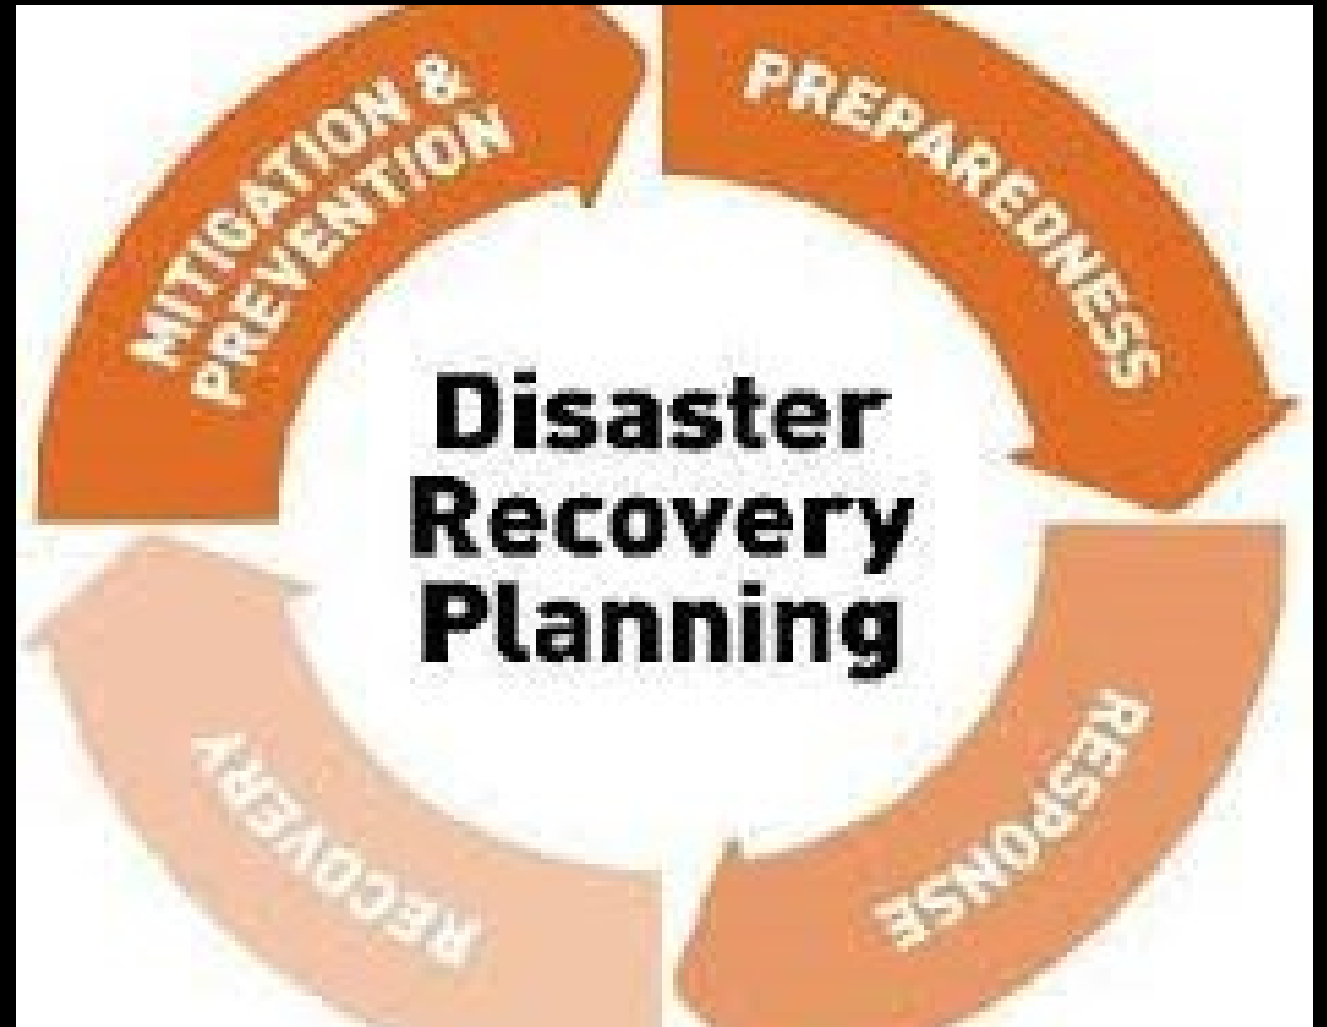 MITIGATION &
PREVENTION
PREPAREDNESS
Disaster
Recovery
Planning
RESPONSE
RECOVERY